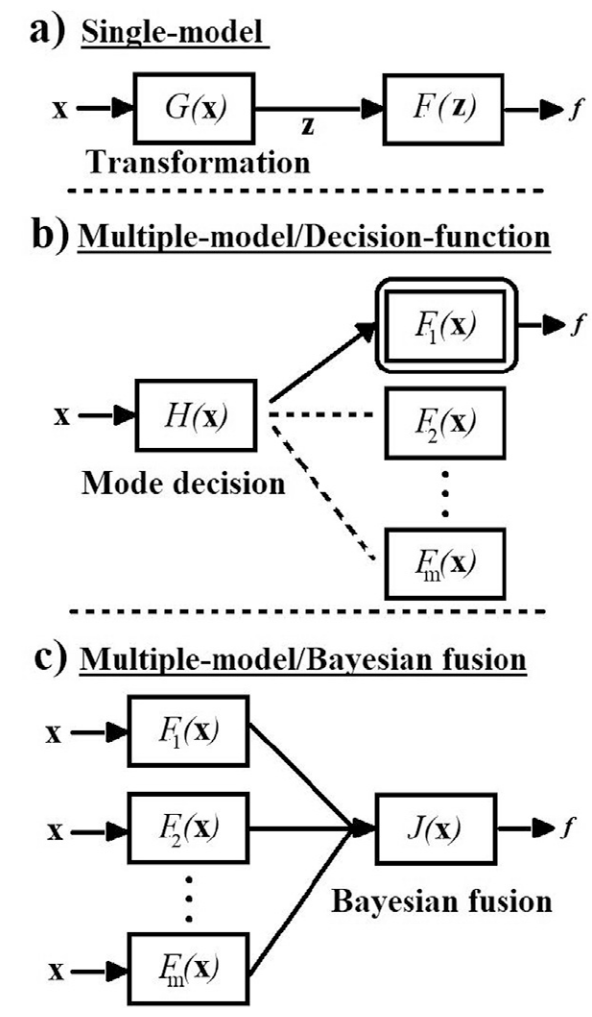 a) Single-model
x G(x) z F(z) f
Transformation
b) Multiple-model/Decision-function
F1(x) f
x H(x) F2(x)
Mode decision
Fm(x)
c) Multiple-model/Bayesian fusion
x F1(x)
x F2(x) J(x) f
Bayesian fusion
x Fm(x)